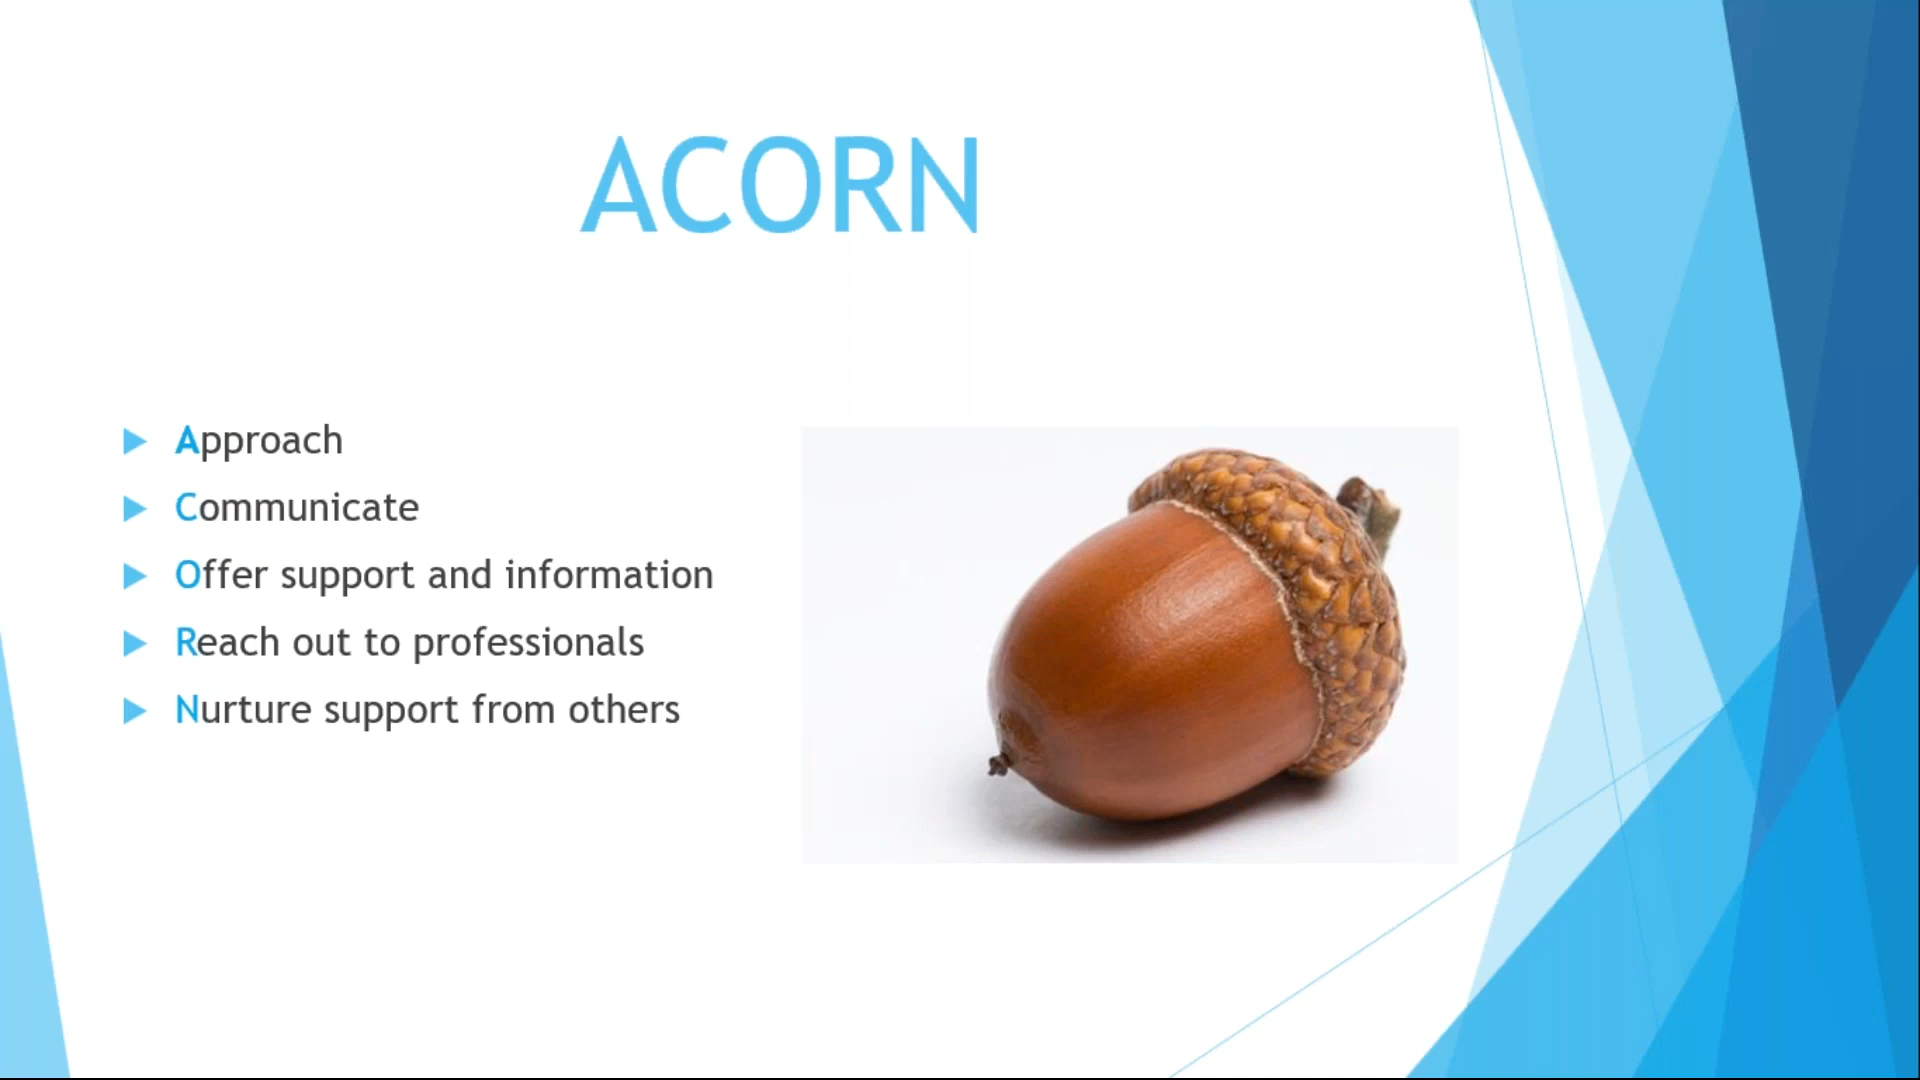 ACORN
Approach
Communicate
Offer support and information
Reach out to professionals
Nurture support from others